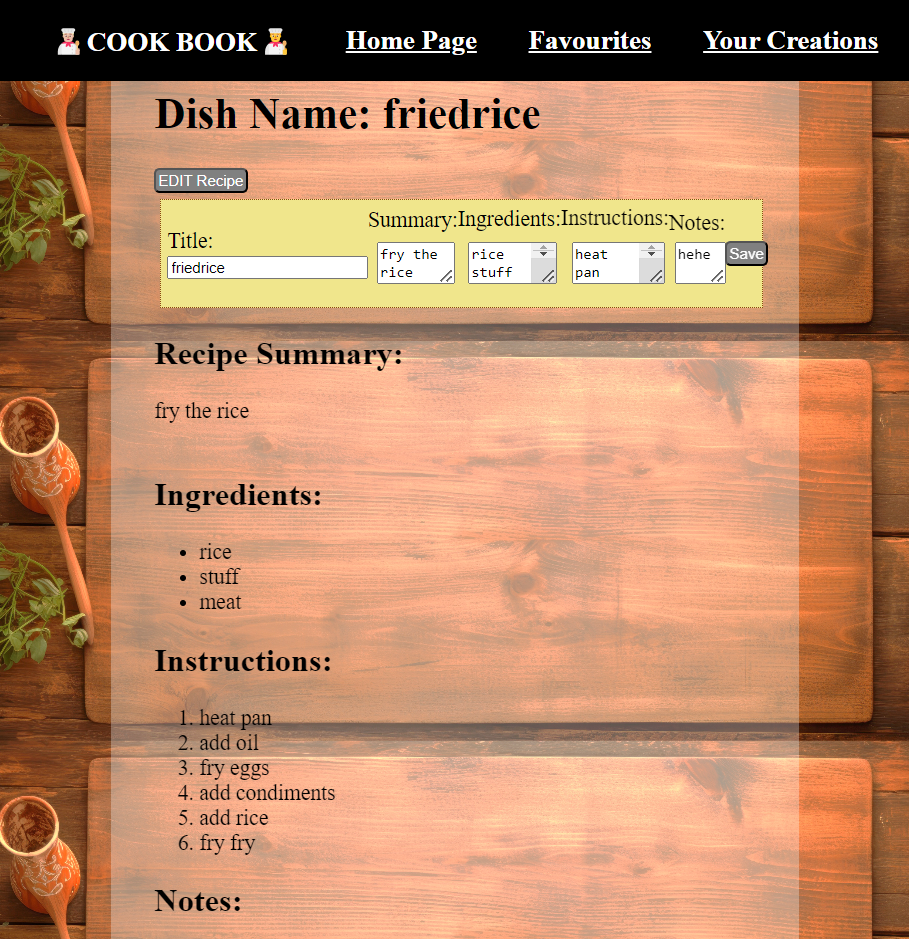 COOK BOOK Home Page Favourites Your Creations
Dish Name: friedrice
EDIT Recipe
Title:
friedrice
Summary:
fry the
rice
Ingredients:
rice
stuff
Instructions:
heat
pan
Notes:
hehe
Save
Recipe Summary:
fry the rice
Ingredients:
• rice
• stuff
• meat
Instructions:
1. heat pan
2. add oil
3. fry eggs
4. add condiments
5. add rice
6. fry fry
Notes: